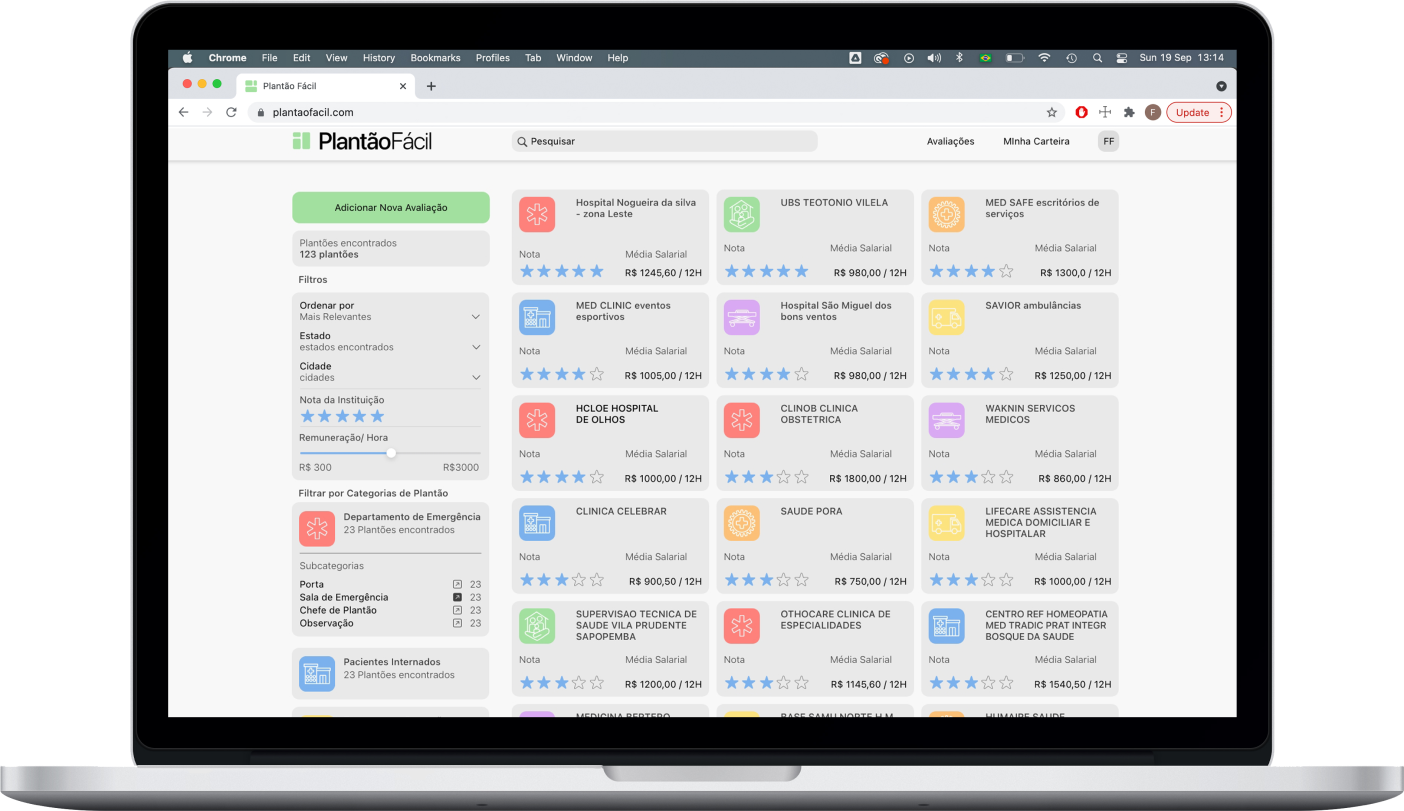 Chrome File Edit View History Bookmarks Profiles Tab Window Help Sun 19 Sep 13:14
Plantão Fácil
plantaofacil.com
F
Update
PlantãoFácil
Pesquisar
Avaliações
MInha Carteira
FF
Adicionar Nova Avaliação
Plantões encontrados
123 plantões
Filtros
Ordenar por
Mais Relevantes
Estado
estados encontrados
Cidade
cidades
Nota da Instituição
Remuneração/ Hora
R$ 300 R$3000
Filtrar por Categorias de Plantão
Departamento de Emergência
23 Plantões encontrados
Subcategorias
Porta 23
Sala de Emergência 23
Chefe de Plantão 23
Observação 23
Pacientes Internados
23 Plantões encontrados
Hospital Nogueira da silva
- zona Leste
Nota Média Salarial
R$ 1245,60 / 12H
UBS TEOTONIO VILELA
Nota Média Salarial
R$ 980,00 / 12H
MED SAFE escritórios de
serviços
Nota Média Salarial
R$ 1300,0 / 12H
MED CLINIC eventos
esportivos
Nota Média Salarial
R$ 1005,00 / 12H
Hospital São Miguel dos
bons ventos
Nota Média Salarial
R$ 980,00 / 12H
SAVIOR ambulâncias
Nota Média Salarial
R$ 1250,00 / 12H
HCLOE HOSPITAL
DE OLHOS
Nota Média Salarial
R$ 1000,00 / 12H
CLINOB CLINICA
OBSTETRICA
Nota Média Salarial
R$ 1800,00 / 12H
WAKNIN SERVICOS
MEDICOS
Nota Média Salarial
R$ 860,00 / 12H
CLINICA CELEBRAR
Nota Média Salarial
R$ 900,50 / 12H
SAUDE PORA
Nota Média Salarial
R$ 750,00 / 12H
LIFECARE ASSISTENCIA
MEDICA DOMICILIAR E
HOSPITALAR
Nota Média Salarial
R$ 1000,00 / 12H
SUPERVISAO TECNICA DE
SAUDE VILA PRUDENTE
SAPOPEMBA
Nota Média Salarial
R$ 1200,00 / 12H
OTHOCARE CLINICA DE
ESPECIALIDADES
Nota Média Salarial
R$ 1145,60 / 12H
CENTRO REF HOMEOPATIA
MED TRADIC PRAT INTEGR
BOSQUE DA SAUDE
Nota Média Salarial
R$ 1540,50 / 12H
MEDICINA BERTERO
BASE SAMU NORTE H M
HUMAIRE SAUDE